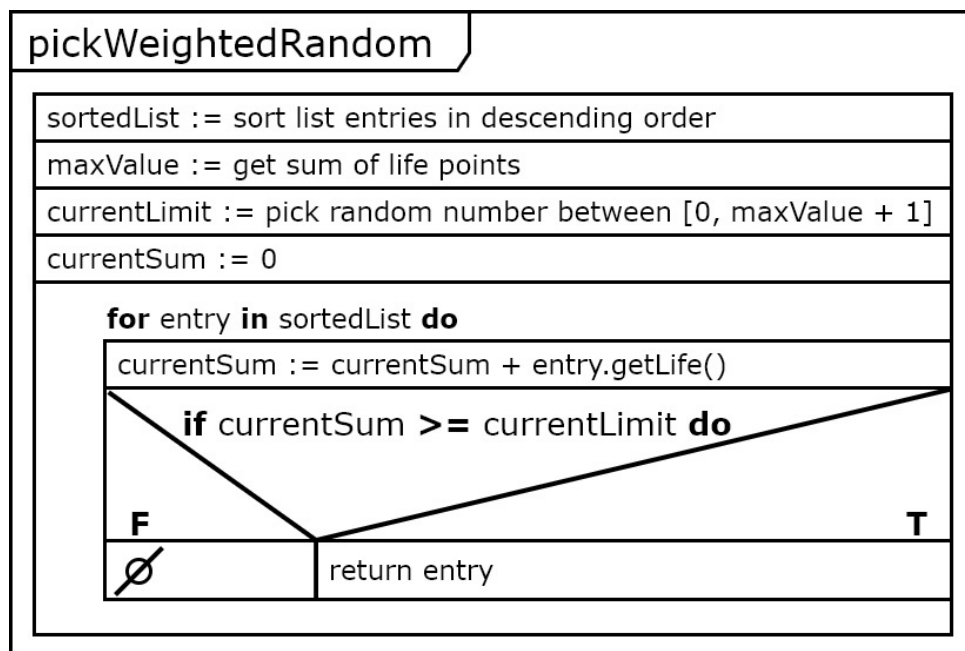 pickWeightedRandom
sortedList := sort list entries in descending order
maxValue := get sum of life points
currentLimit := pick random number between [0, maxValue + 1]
currentSum := 0
for entry in sortedList do
currentSum := currentSum + entry.getLife()
if currentSum >= currentLimit do
F T
∅ return entry